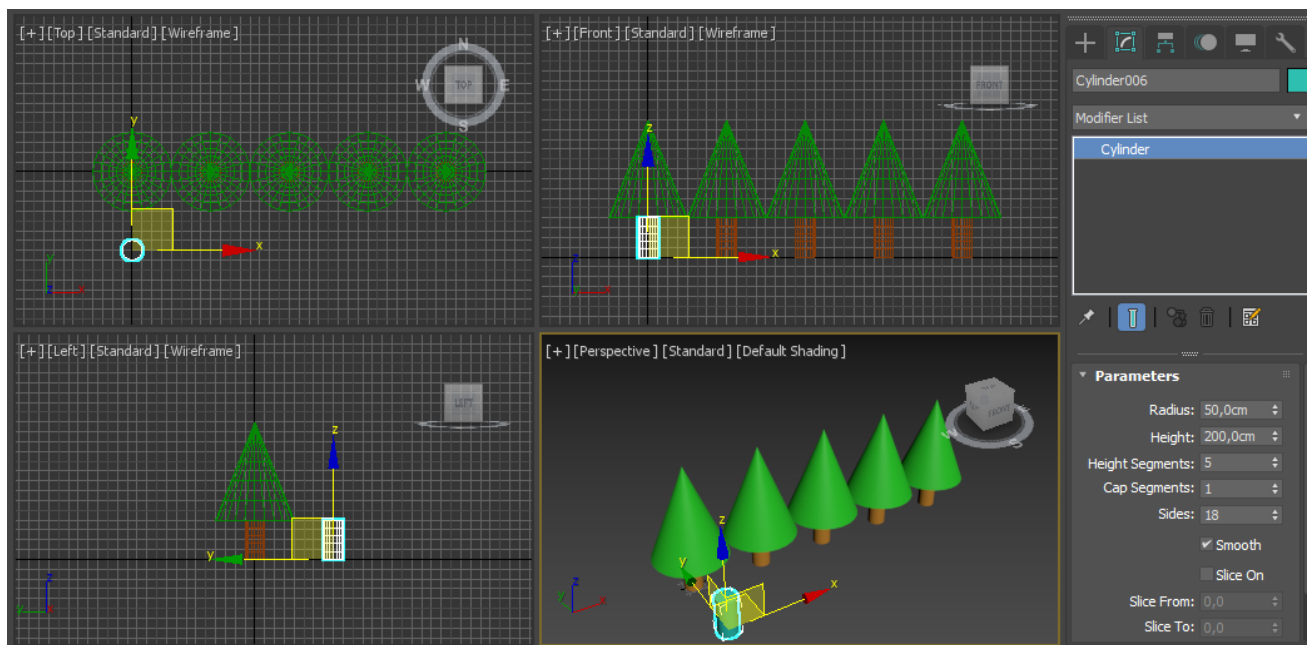 [+] [Top] [Standard] [Wireframe]
N
W
TOP
E
S
y
x
y
z
x
[+] [Front] [Standard] [Wireframe]
FRONT
z
x
z
y
x
[+] [Left] [Standard] [Wireframe]
LEFT
z
y
z
y
x
[+] [Perspective] [Standard] [Default Shading]
FRONT
W
S
z
y
x
z
y
x
Cylinder006
Modifier List
Cylinder
Parameters
Radius: 50,0cm
Height: 200,0cm
Height Segments: 5
Cap Segments: 1
Sides: 18
Smooth
Slice On
Slice From: 0,0
Slice To: 0,0